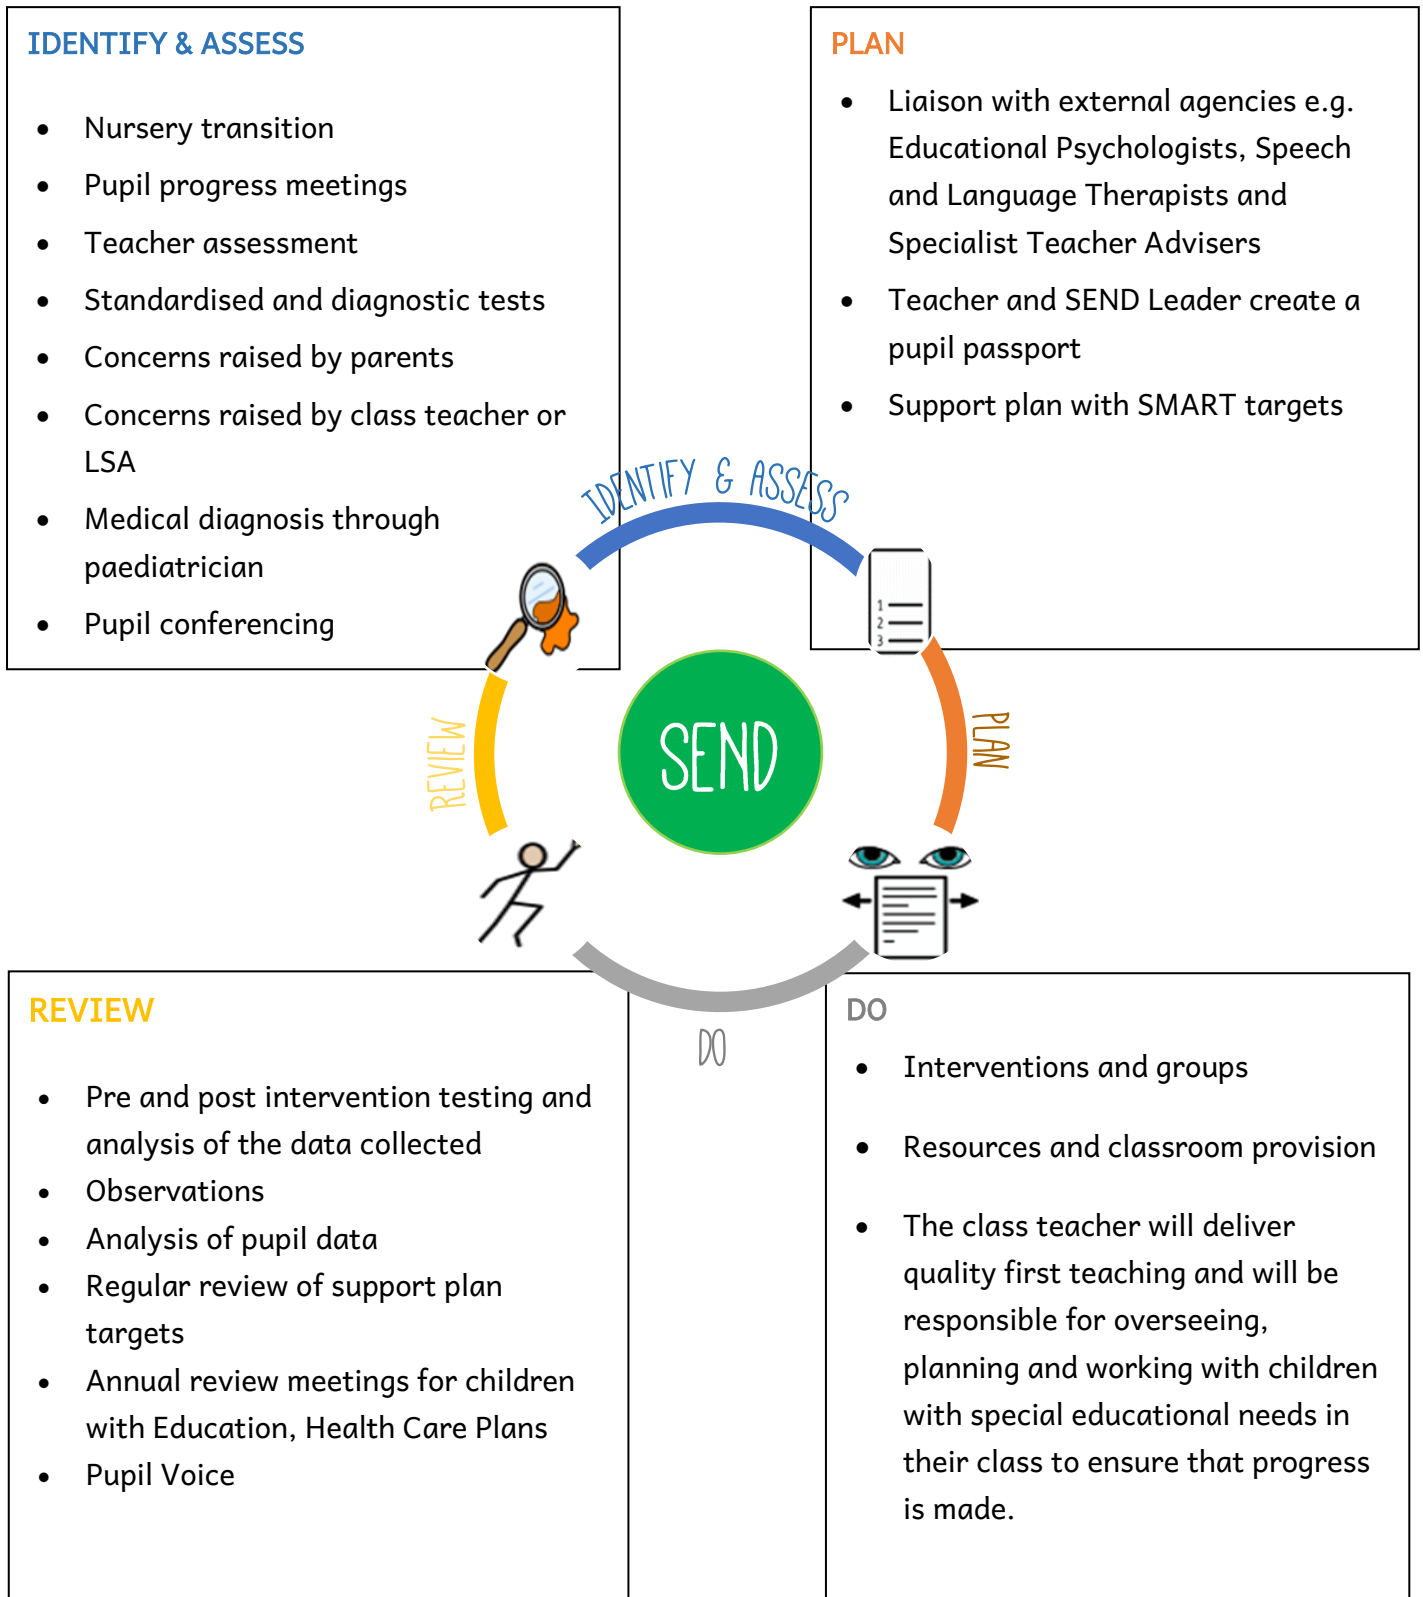 IDENTIFY & ASSESS
Nursery transition
Pupil progress meetings
Teacher assessment
Standardised and diagnostic tests
Concerns raised by parents
Concerns raised by class teacher or
LSA
Medical diagnosis through
paediatrician
Pupil conferencing
PLAN
Liaison with external agencies e.g.
Educational Psychologists, Speech
and Language Therapists and
Specialist Teacher Advisers
Teacher and SEND Leader create a
pupil passport
Support plan with SMART targets
IDENTIFY & ASSESS
1
2
3
PLAN
SEND
REVIEW
DO
REVIEW
Pre and post intervention testing and
analysis of the data collected
Observations
Analysis of pupil data
Regular review of support plan
targets
Annual review meetings for children
with Education, Health Care Plans
Pupil Voice
DO
Interventions and groups
Resources and classroom provision
The class teacher will deliver
quality first teaching and will be
responsible for overseeing,
planning and working with children
with special educational needs in
their class to ensure that progress
is made.